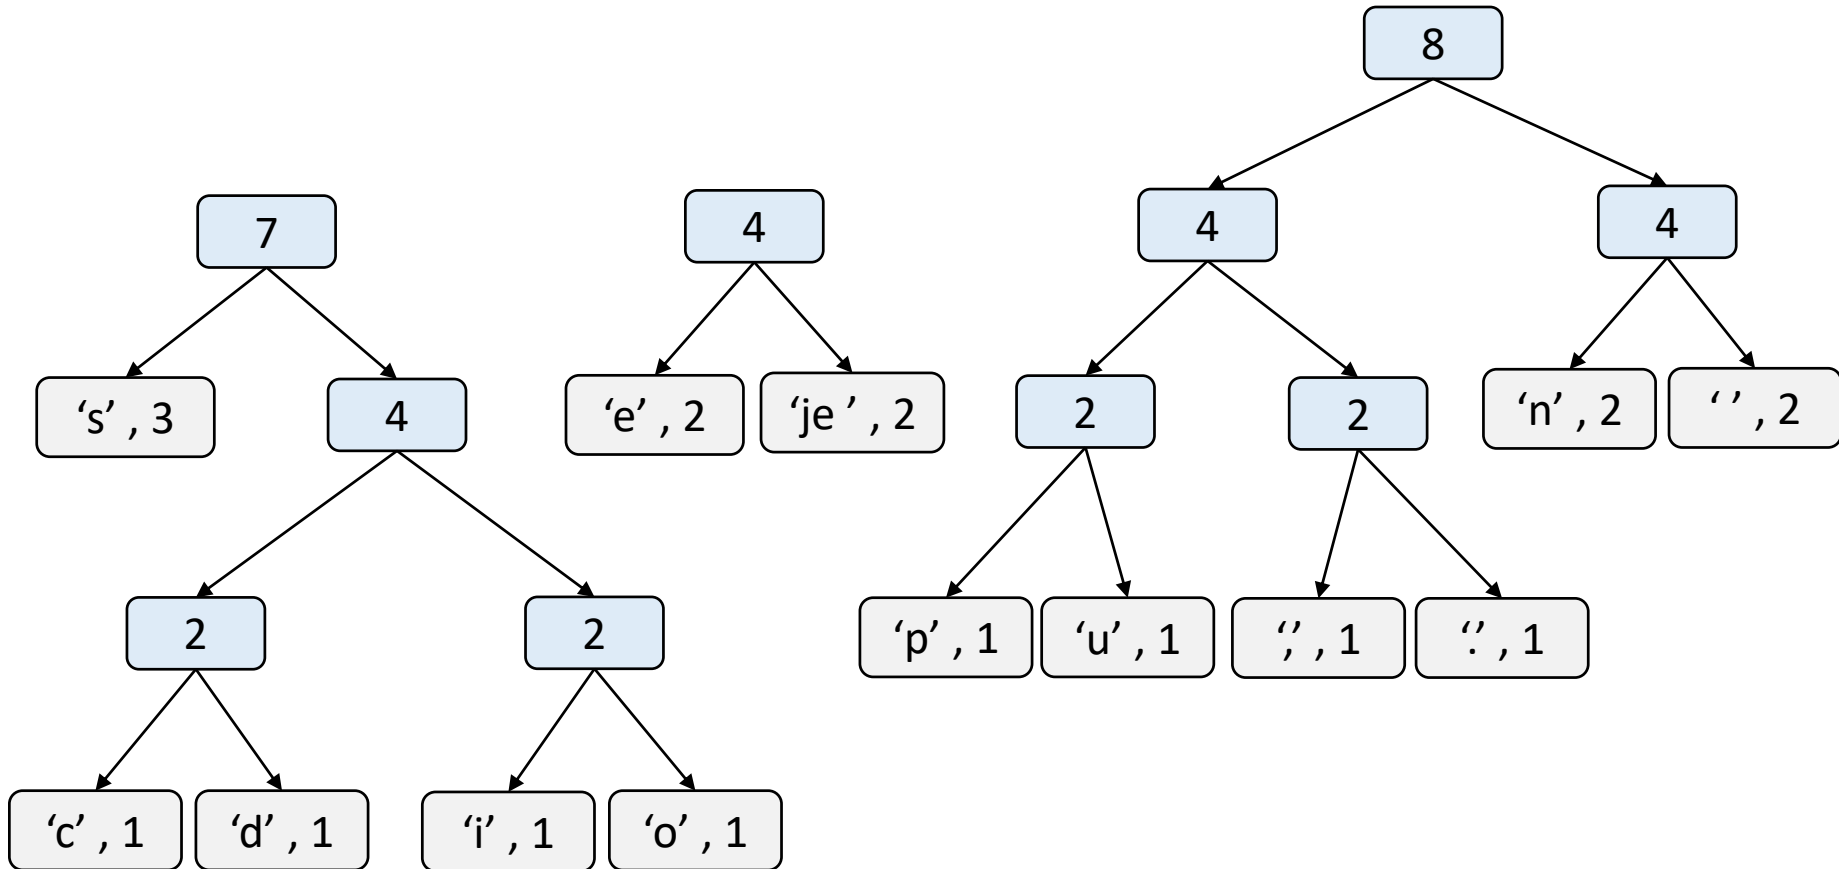 8
7
4
4
4
‘s’ , 3
4
‘e’ , 2
‘je ’ , 2
2
2
‘n’ , 2
‘ ’ , 2
2
2
‘p’ , 1
‘u’ , 1
‘,’ , 1
‘.’ , 1
‘c’ , 1
‘d’ , 1
‘i’ , 1
‘o’ , 1